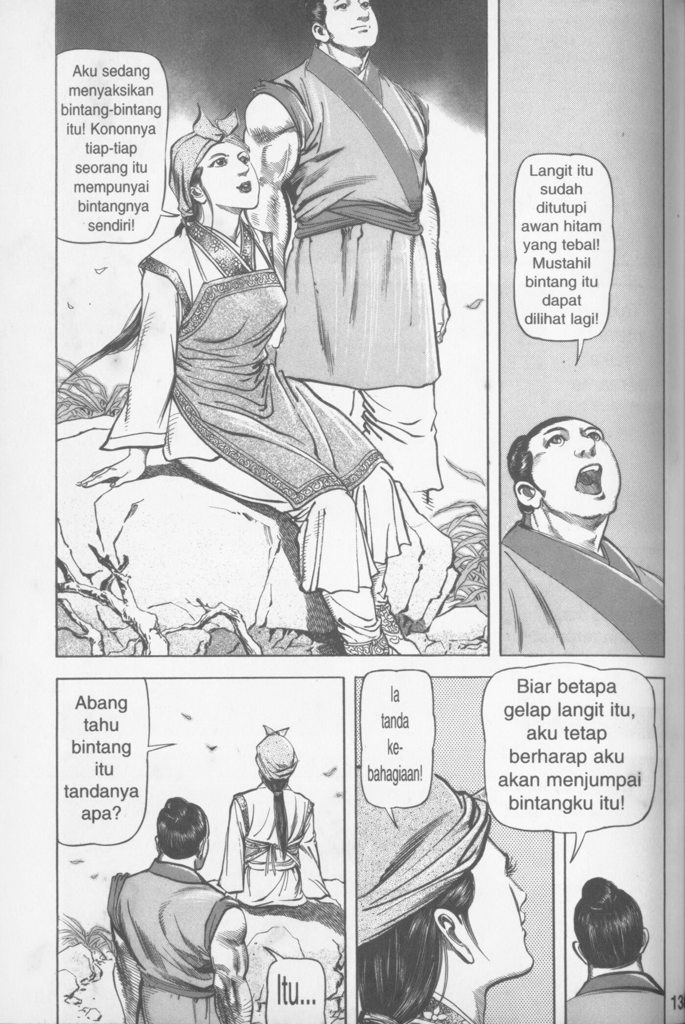 Aku sedang
menyaksikan
bintang-bintang
itu! Kononnya
tiap-tiap
seorang itu
mempunyai
bintangnya
sendiri!
Langit itu
sudah
ditutupi
awan hitam
yang tebal!
Mustahil
bintang itu
dapat
dilihat lagi!
Abang
tahu
bintang
itu
tandanya
apa?
Itu...
Ia
tanda
ke-
bahagiaan!
Biar betapa
gelap langit itu,
aku tetap
berharap aku
akan menjumpai
bintangku itu!